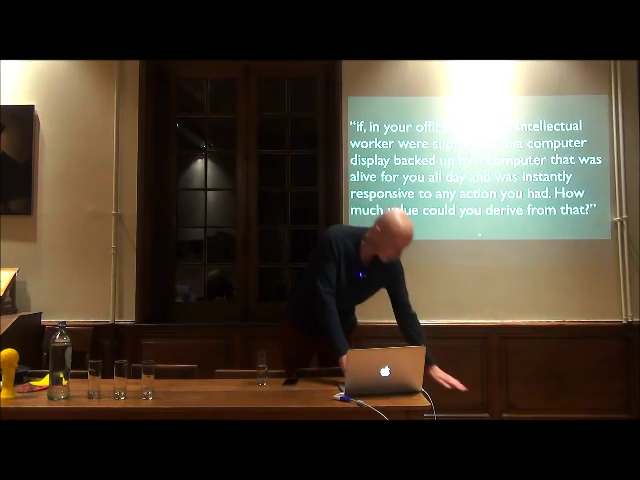 “if, in your office intellectual
worker were computer
display backed up by computer that was
alive for you all day and was instantly
responsive to any action you had. How
much value could you derive from that?”